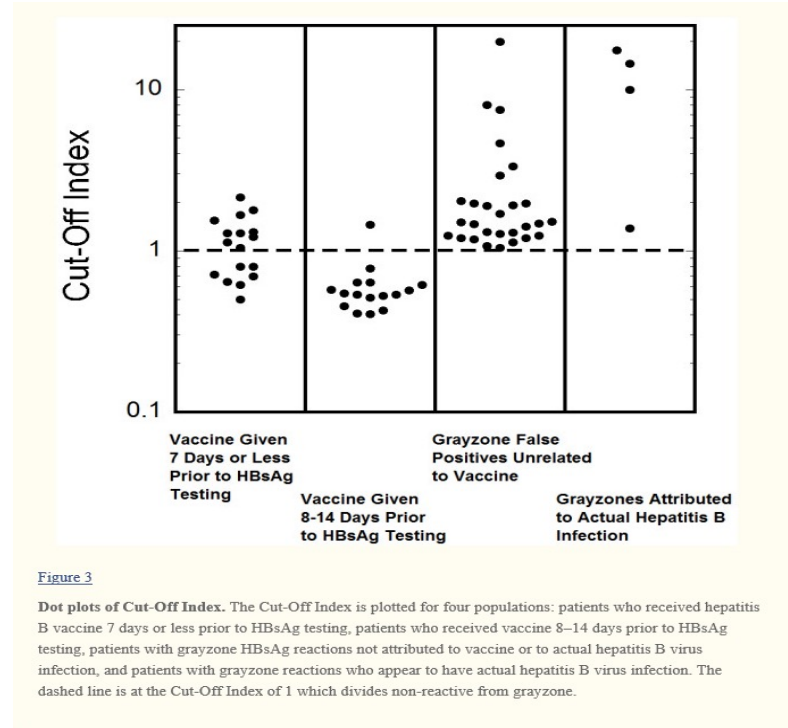 10
1
0.1
Cut-Off Index
Vaccine Given
7 Days or Less
Prior to HBsAg
Testing
Vaccine Given
8-14 Days Prior
to HBsAg Testing
Grayzone False
Positives Unrelated
to Vaccine
Grayzones Attributed
to Actual Hepatitis B
Infection
Figure 3
Dot plots of Cut-Off Index. The Cut-Off Index is plotted for four populations: patients who received hepatitis
B vaccine 7 days or less prior to HBsAg testing, patients who received vaccine 8–14 days prior to HBsAg
testing, patients with grayzone HBsAg reactions not attributed to vaccine or to actual hepatitis B virus
infection, and patients with grayzone reactions who appear to have actual hepatitis B virus infection. The
dashed line is at the Cut-Off Index of 1 which divides non-reactive from grayzone.